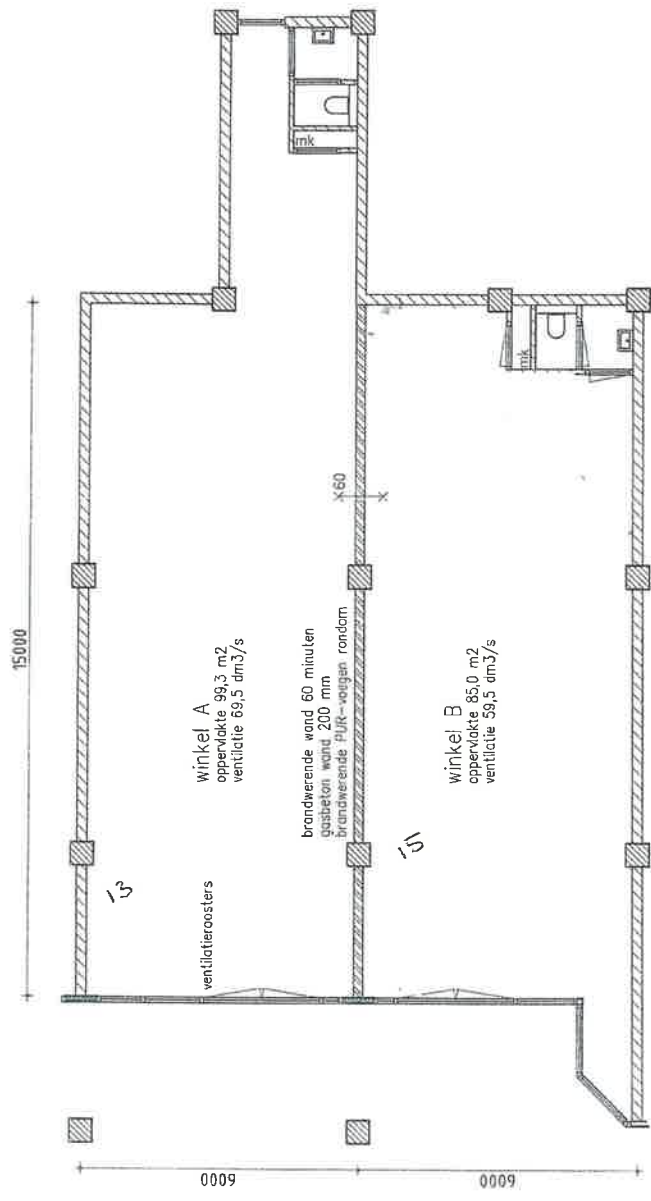 15000
mk
mk
60
winkel A
oppervlakte 99,3 m2
ventilatie 69,5 dm3/s
brandwerende wand 60 minuten
gasbeton wand 200 mm
brandwerende PUR-voegen rondom
winkel B
oppervlakte 85,0 m2
ventilatie 59,5 dm3/s
13
15
ventilatieroosters
6000
6000